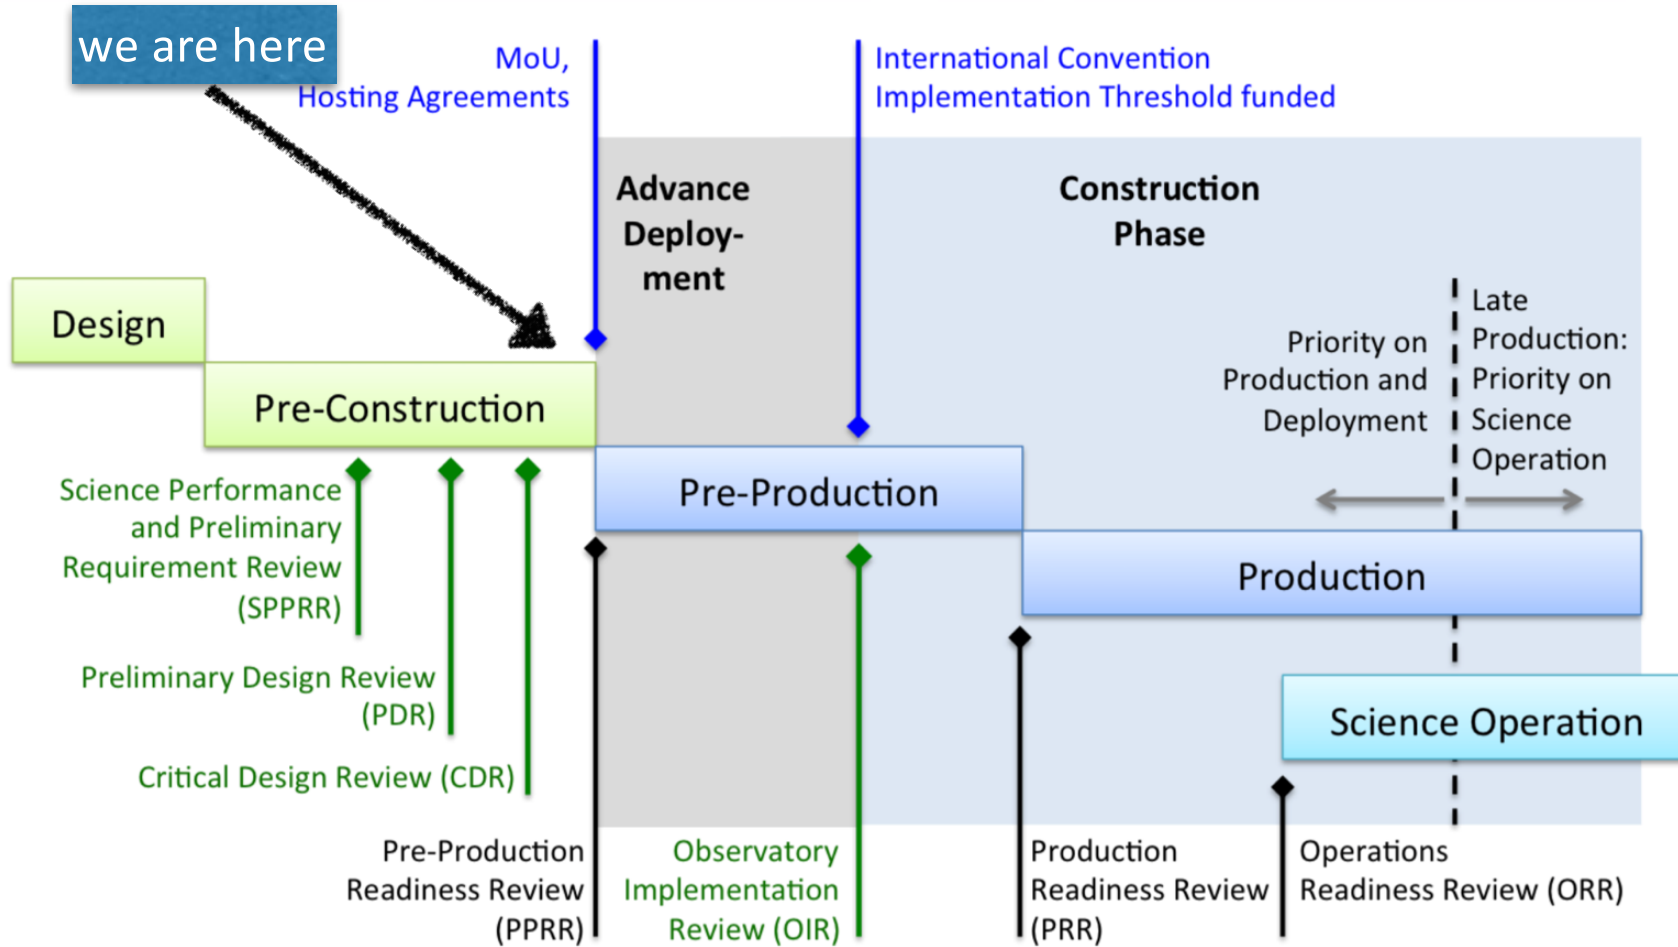 we are here
MoU,
Hosting Agreements
International Convention
Implementation Threshold funded
Advance
Deploy-
ment
Construction
Phase
Design
Pre-Construction
Priority on
Production and
Deployment
Late
Production:
Priority on
Science
Operation
Pre-Production
Science Performance
and Preliminary
Requirement Review
(SPPRR)
Production
Preliminary Design Review
(PDR)
Science Operation
Critical Design Review (CDR)
Pre-Production
Readiness Review
(PPRR)
Observatory
Implementation
Review (OIR)
Production
Readiness Review
(PRR)
Operations
Readiness Review (ORR)